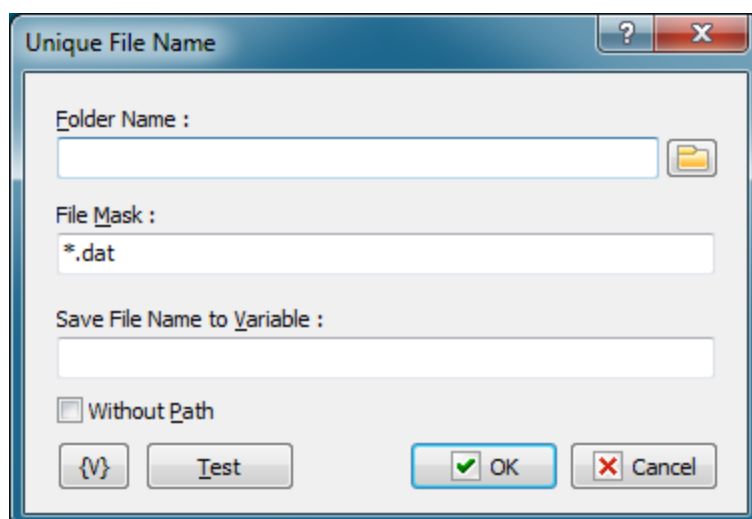 Unique File Name
?
Folder Name :
File Mask :
*.dat
Save File Name to Variable :
Without Path
{V} Test OK Cancel